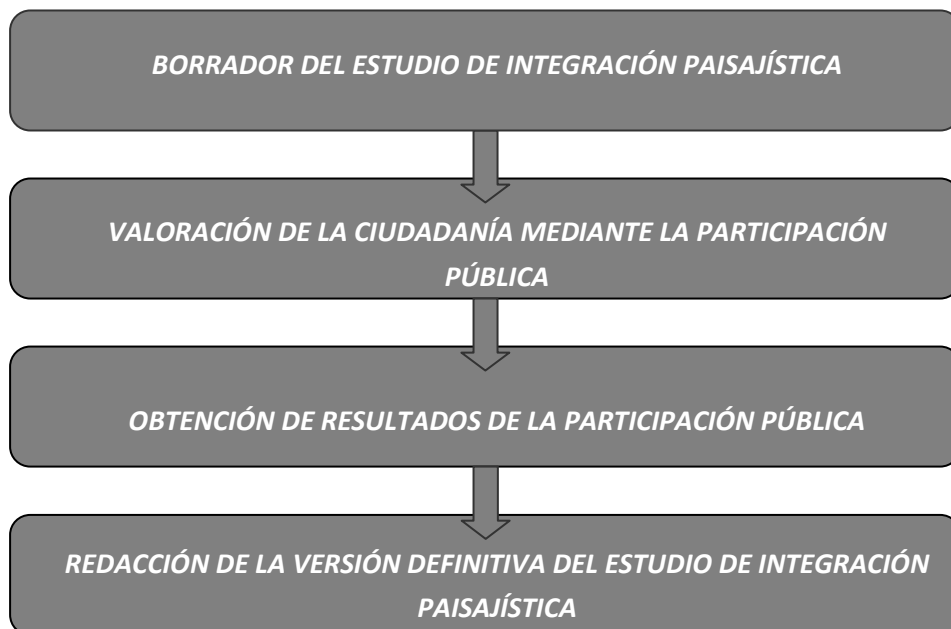 BORRADOR DEL ESTUDIO DE INTEGRACIÓN PAISAJÍSTICA
VALORACIÓN DE LA CIUDADANÍA MEDIANTE LA PARTICIPACIÓN
PÚBLICA
OBTENCIÓN DE RESULTADOS DE LA PARTICIPACIÓN PÚBLICA
REDACCIÓN DE LA VERSIÓN DEFINITIVA DEL ESTUDIO DE INTEGRACIÓN
PAISAJÍSTICA